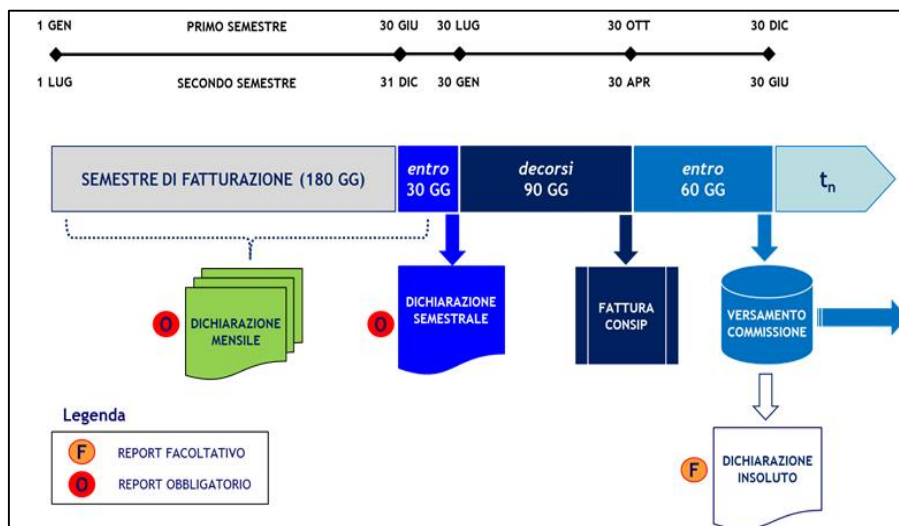 1 GEN PRIMO SEMESTRE 30 GIU 30 LUG 30 OTT 30 DIC
1 LUG SECONDO SEMESTRE 31 DIC 30 GEN 30 APR 30 GIU
SEMESTRE DI FATTURAZIONE (180 GG)
entro
30 GG
decorsi
90 GG
entro
60 GG
tn
O
DICHIARAZIONE
MENSILE
O
DICHIARAZIONE
SEMESTRALE
FATTURA
CONSIP
VERSAMENTO
COMMISSIONE
Legenda
F REPORT FACOLTATIVO
O REPORT OBBLIGATORIO
F
DICHIARAZIONE
INSOLUTO